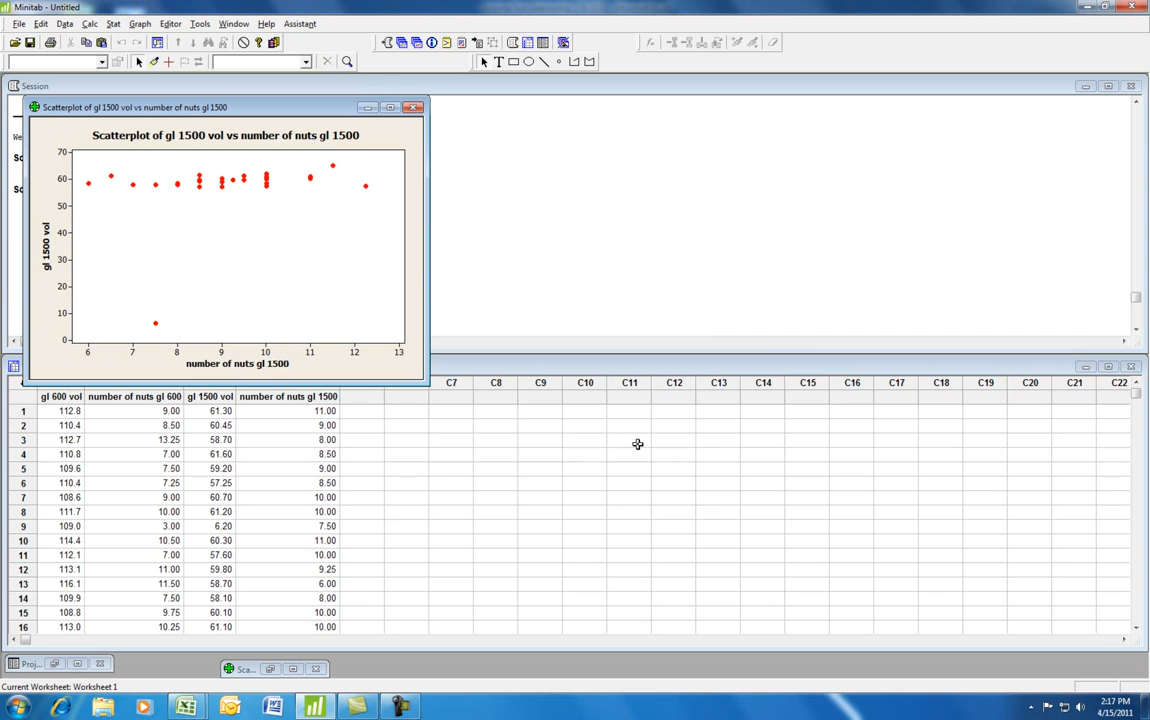 Minitab - Untitled
File Edit Data Calc Stat Graph Editor Tools Window Help Assistant
Session
Scatterplot of gl 1500 vol vs number of nuts gl 1500
We
Sc
Sc
Scatterplot of gl 1500 vol vs number of nuts gl 1500
70
60
50
40
30
20
10
0
gl 1500 vol
6 7 8 9 10 11 12 13
number of nuts gl 1500
C7 C8 C9 C10 C11 C12 C13 C14 C15 C16 C17 C18 C19 C20 C21 C22
gl 600 vol number of nuts gl 600 gl 1500 vol number of nuts gl 1500
1 112.8 9.00 61.30 11.00
2 110.4 8.50 60.45 9.00
3 112.7 13.25 58.70 8.00
4 110.8 7.00 61.60 8.50
5 109.6 7.50 59.20 9.00
6 110.4 7.25 57.25 8.50
7 108.6 9.00 60.70 10.00
8 111.7 10.00 61.20 10.00
9 109.0 3.00 6.20 7.50
10 114.4 10.50 60.30 11.00
11 112.1 7.00 57.60 10.00
12 113.1 11.00 59.80 9.25
13 116.1 11.50 58.70 6.00
14 109.9 7.50 58.10 8.00
15 108.8 9.75 60.10 10.00
16 113.0 10.25 61.10 10.00
Proj... Sca...
Current Worksheet: Worksheet 1
2:17 PM
4/15/2011